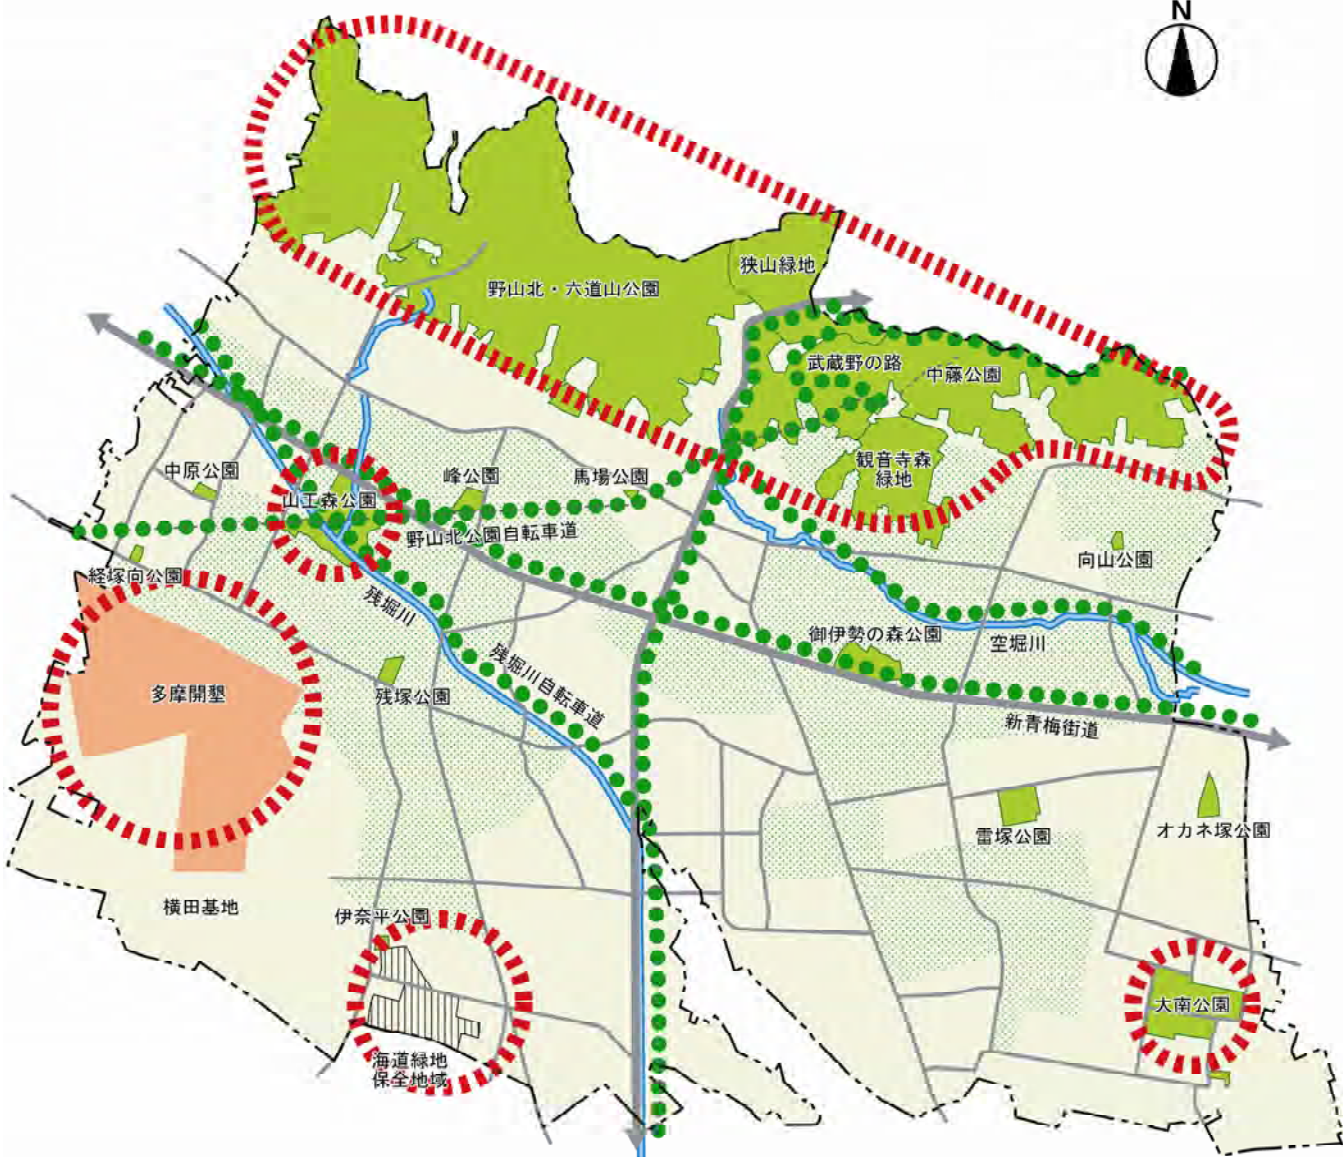 N
狭山緑地
野山北・六道山公園
武蔵野の路
中藤公園
中原公園
峰公園
馬場公園
観音寺森
緑地
山王森公園
野山北公園自転車道
向山公園
経塚向公園
残堀川
御伊勢の森公園
空堀川
残堀川自転車道
多摩開墾
残塚公園
新青梅街道
雷塚公園
オカネ塚公園
横田基地
伊奈平公園
大南公園
海道緑地
保全地域